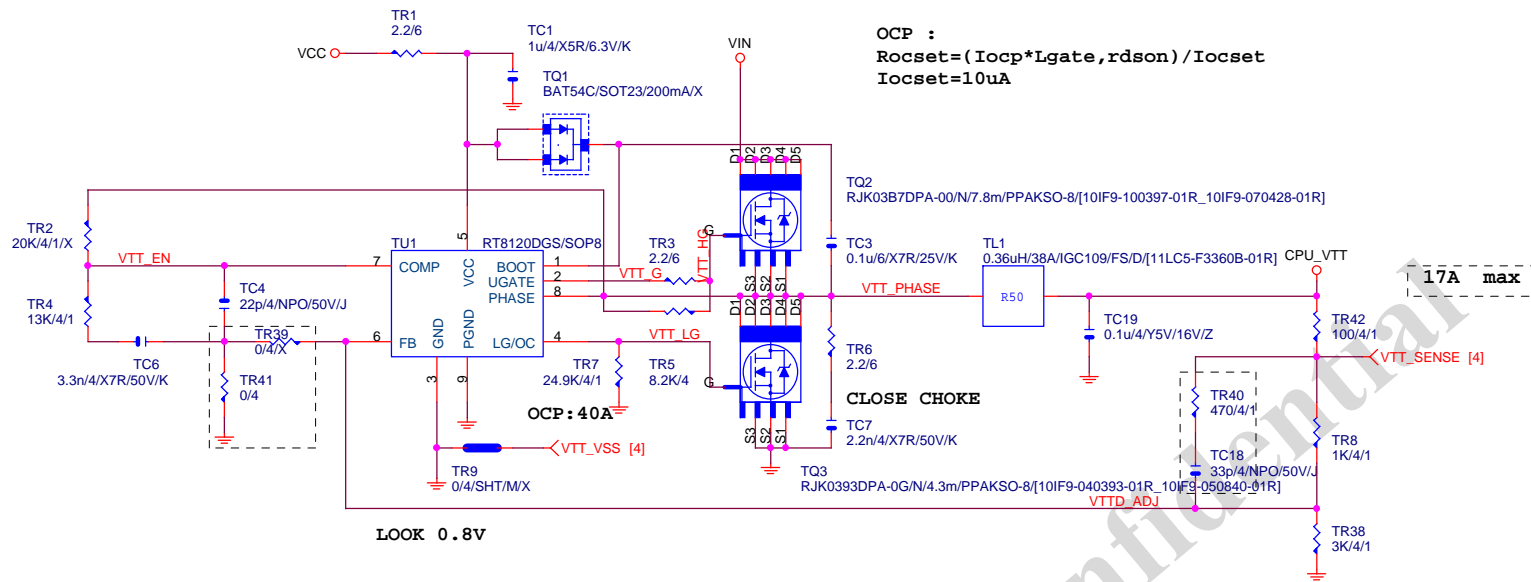 TR1
2.2/6
VCC
TC1
1u/4/X5R/6.3V/K
TQ1
BAT54C/SOT23/200mA/X
VIN
OCP :
Rocset=(Iocp*Lgate,rdson)/Iocset
Iocset=10uA
D1
D2
D3
D4
D5
TQ2
RJK03B7DPA-00/N/7.8m/PPAKSO-8/[10IF9-100397-01R_10IF9-070428-01R]
G
S3
S2
S1
TR2
20K/4/1/X
VTT_EN
TU1
RT8120DGS/SOP8
5
VCC
7
COMP
BOOT
1
UGATE
2
PHASE
8
6
FB
GND
PGND
LG/OC
4
3
9
TR3
2.2/6
VTT_G
VTT_HG
TC3
0.1u/6/X7R/25V/K
TL1
0.36uH/38A/IGC109/FS/D/[11LC5-F3360B-01R]
R50
VTT_PHASE
CPU_VTT
17A max
TR4
13K/4/1
TC4
22p/4/NPO/50V/J
TR39
0/4/X
TC6
3.3n/4/X7R/50V/K
TR41
0/4
VTT_LG
TR7
24.9K/4/1
TR5
8.2K/4
OCP:40A
D1
D2
D3
D4
D5
G
S3
S2
S1
TR6
2.2/6
CLOSE CHOKE
TC7
2.2n/4/X7R/50V/K
TC19
0.1u/4/Y5V/16V/Z
TR42
100/4/1
VTT_SENSE [4]
TR40
470/4/1
TR8
1K/4/1
TC18
33p/4/NPO/50V/J
VTT_VSS [4]
TR9
0/4/SHT/M/X
TQ3
RJK0393DPA-0G/N/4.3m/PPAKSO-8/[10IF9-040393-01R_10IF9-050840-01R]
VTTD_ADJ
LOOK 0.8V
TR38
3K/4/1
nfidential